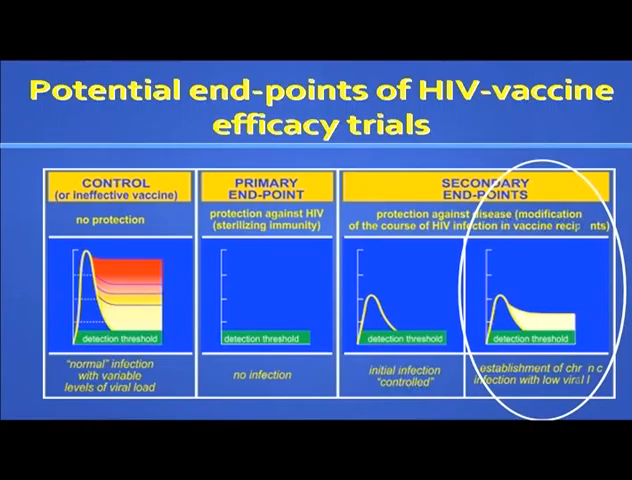 Potential end-points of HIV-vaccine
efficacy trials
CONTROL
(or ineffective vaccine)
no protection
detection threshold
"normal" infection
with variable
levels of viral load
PRIMARY
END-POINT
protection against HIV
(sterilizing immunity)
detection threshold
no infection
SECONDARY
END-POINTS
protection against disease (modification
of the course of HIV infection in vaccine recipients)
detection threshold
initial infection
"controlled"
detection threshold
establishment of
infection with low